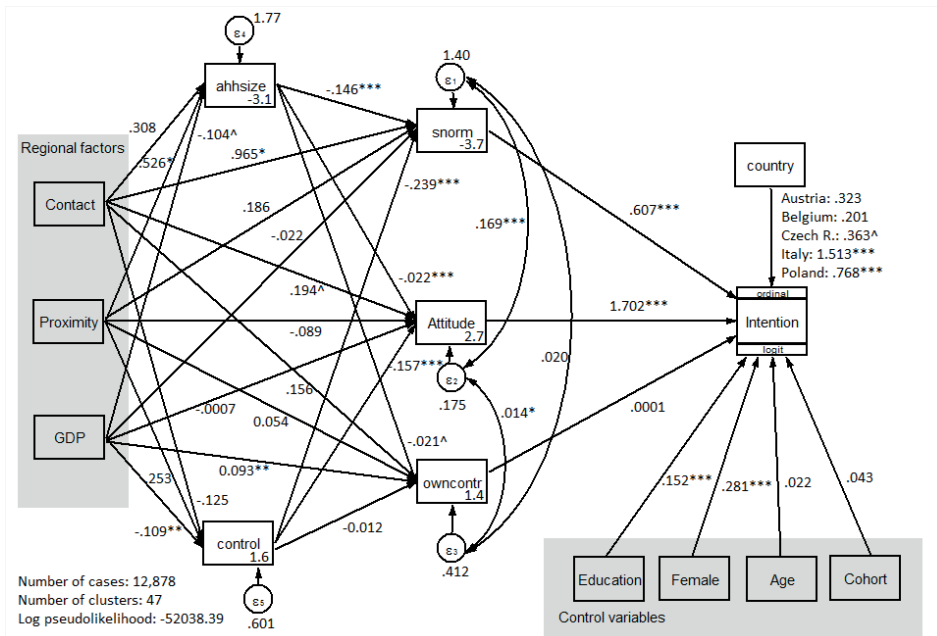 1.77
ε4
ahhsize
-3.1
1.40
ε1
-.146***
snorm
-3.7
.308
-.104^
Regional factors
.526*
.965*
-.239***
country
Contact
.186
.169***
.607***
Austria: .323
Belgium: .201
Czech R.: .363^
Italy: 1.513***
Poland: .768***
-.022
-.022***
.194^
ordinal
Proximity
-.089
Attitude
2.7
1.702***
Intention
logit
.156
-.157***
ε2
.020
.175
-.0007
.054
.014*
.0001
GDP
-.021^
.253
0.093**
owncontr
1.4
.152***
.281***
.022
.043
-.125
-.109**
control
1.6
-0.012
ε3
.412
Education
Female
Age
Cohort
Control variables
Number of cases: 12,878
Number of clusters: 47
Log pseudolikelihood: -52038.39
ε5
.601